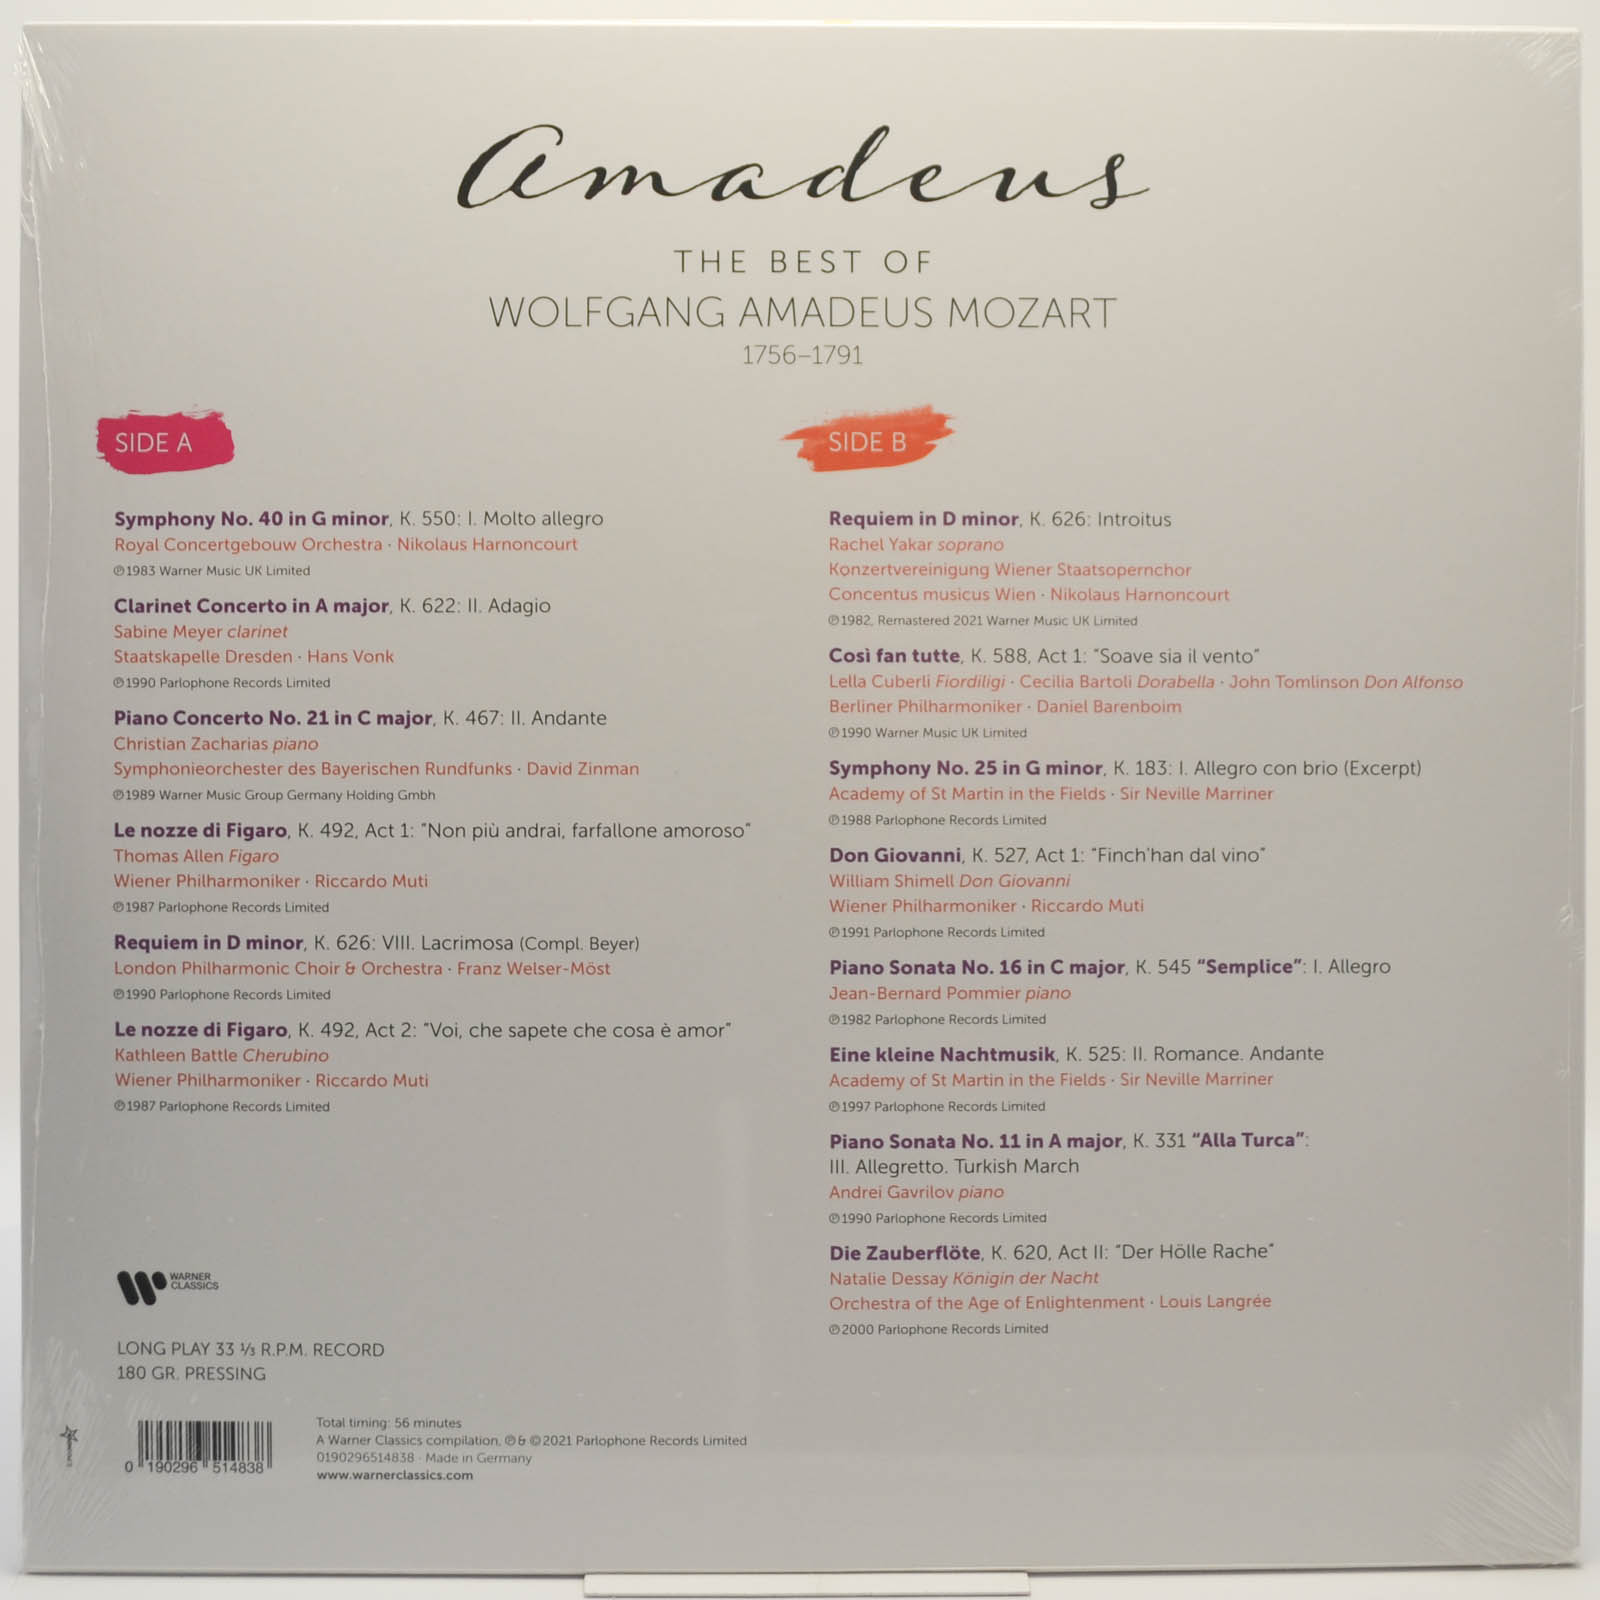 Amadeus
THE BEST OF
WOLFGANG AMADEUS MOZART
1756–1791
SIDE A
Symphony No. 40 in G minor, K. 550: I. Molto allegro
Royal Concertgebouw Orchestra · Nikolaus Harnoncourt
℗1983 Warner Music UK Limited
Clarinet Concerto in A major, K. 622: II. Adagio
Sabine Meyer clarinet
Staatskapelle Dresden · Hans Vonk
℗1990 Parlophone Records Limited
Piano Concerto No. 21 in C major, K. 467: II. Andante
Christian Zacharias piano
Symphonieorchester des Bayerischen Rundfunks · David Zinman
℗1989 Warner Music Group Germany Holding Gmbh
Le nozze di Figaro, K. 492, Act 1: “Non più andrai, farfallone amoroso”
Thomas Allen Figaro
Wiener Philharmoniker · Riccardo Muti
℗1987 Parlophone Records Limited
Requiem in D minor, K. 626: VIII. Lacrimosa (Compl. Beyer)
London Philharmonic Choir & Orchestra · Franz Welser-Möst
℗1990 Parlophone Records Limited
Le nozze di Figaro, K. 492, Act 2: “Voi, che sapete che cosa è amor”
Kathleen Battle Cherubino
Wiener Philharmoniker · Riccardo Muti
℗1987 Parlophone Records Limited
SIDE B
Requiem in D minor, K. 626: Introitus
Rachel Yakar soprano
Konzertvereinigung Wiener Staatsopernchor
Concentus musicus Wien · Nikolaus Harnoncourt
℗1982, Remastered 2021 Warner Music UK Limited
Così fan tutte, K. 588, Act 1: “Soave sia il vento”
Lella Cuberli Fiordiligi · Cecilia Bartoli Dorabella · John Tomlinson Don Alfonso
Berliner Philharmoniker · Daniel Barenboim
℗1990 Warner Music UK Limited
Symphony No. 25 in G minor, K. 183: I. Allegro con brio (Excerpt)
Academy of St Martin in the Fields · Sir Neville Marriner
℗1988 Parlophone Records Limited
Don Giovanni, K. 527, Act 1: “Finch'han dal vino”
William Shimell Don Giovanni
Wiener Philharmoniker · Riccardo Muti
℗1991 Parlophone Records Limited
Piano Sonata No. 16 in C major, K. 545 “Semplice”: I. Allegro
Jean-Bernard Pommier piano
℗1982 Parlophone Records Limited
Eine kleine Nachtmusik, K. 525: II. Romance. Andante
Academy of St Martin in the Fields · Sir Neville Marriner
℗1997 Parlophone Records Limited
Piano Sonata No. 11 in A major, K. 331 “Alla Turca”:
III. Allegretto. Turkish March
Andrei Gavrilov piano
℗1990 Parlophone Records Limited
Die Zauberflöte, K. 620, Act II: “Der Hölle Rache”
Natalie Dessay Königin der Nacht
Orchestra of the Age of Enlightenment · Louis Langrée
℗2000 Parlophone Records Limited
WARNER
CLASSICS
LONG PLAY 33 ⅓ R.P.M. RECORD
180 GR. PRESSING
0 190296 514838
Total timing: 56 minutes
A Warner Classics compilation, ℗ & © 2021 Parlophone Records Limited
0190296514838 · Made in Germany
www.warnerclassics.com